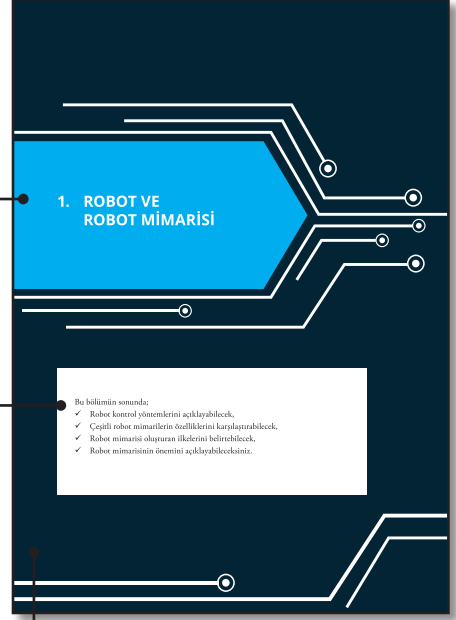 1. ROBOT VE
ROBOT MİMARİSİ
Bu bölümün sonunda;
✓ Robot kontrol yöntemlerini açıklayabilecek,
✓ Çeşitli robot mimarilerin özelliklerini karşılaştırabilecek,
✓ Robot mimarisi oluşturan ilkelerini belirtebilecek,
✓ Robot mimarisinin önemini açıklayabileceksiniz.